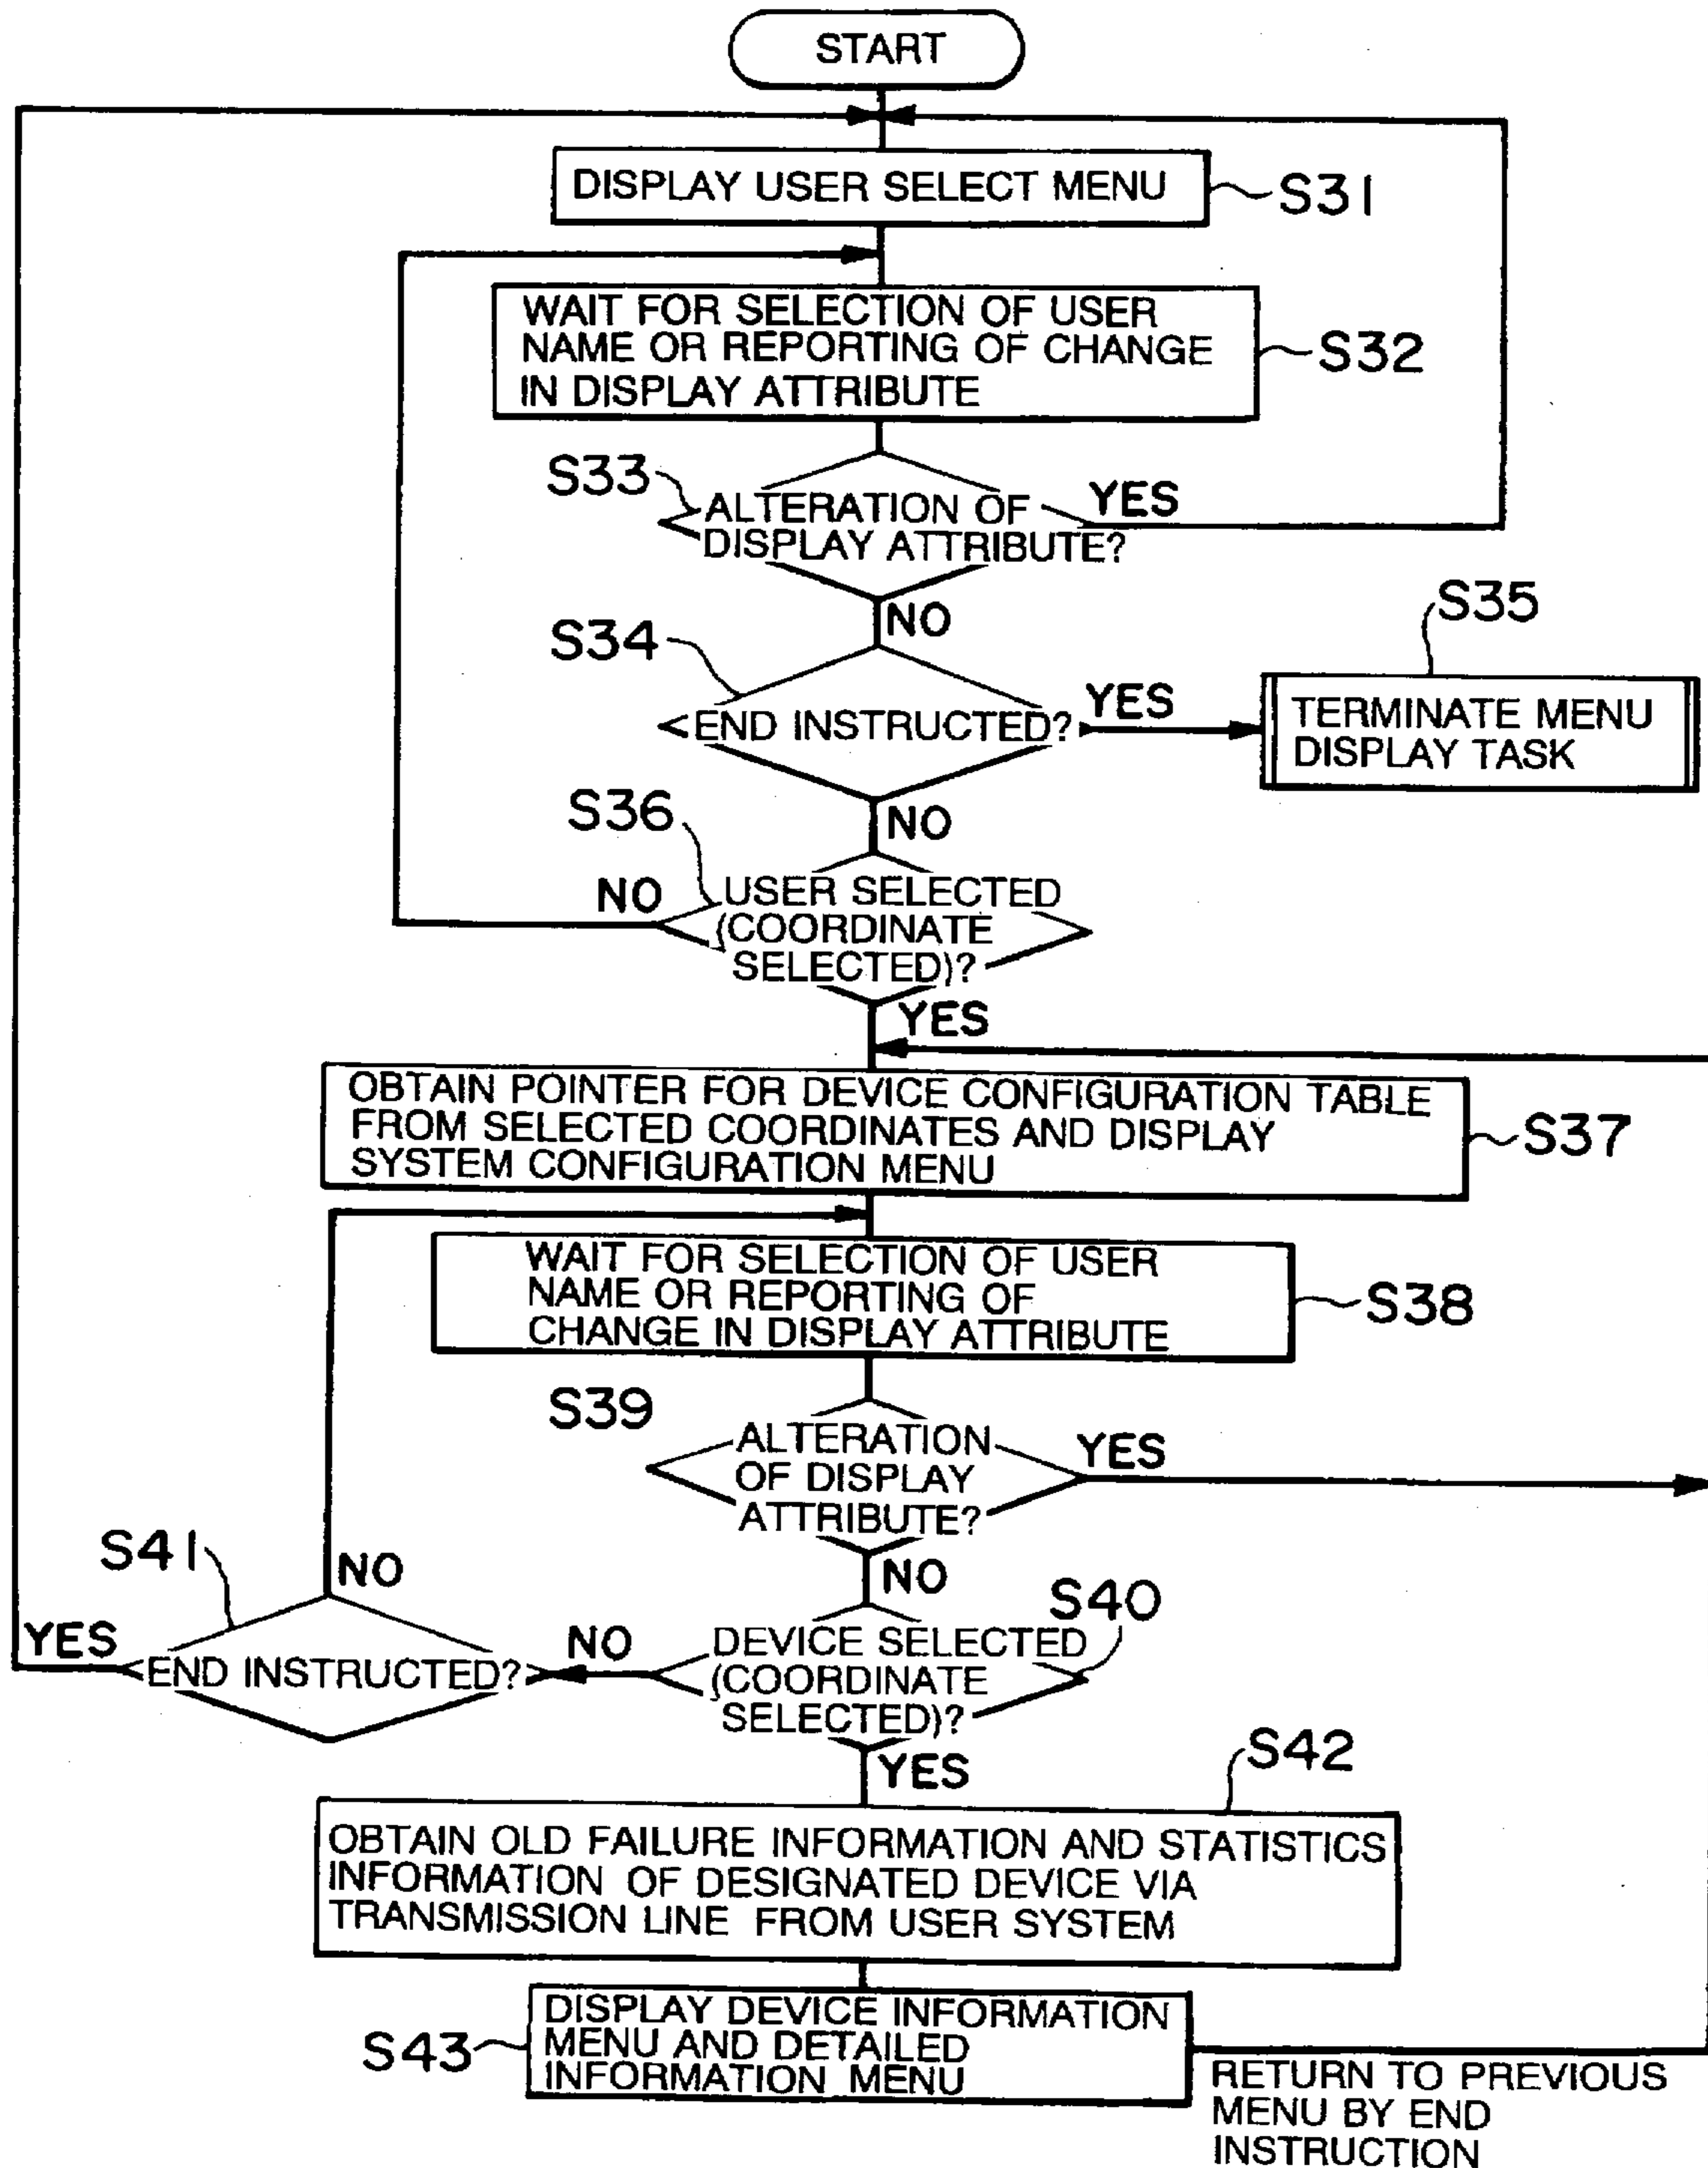 START
DISPLAY USER SELECT MENU
S31
WAIT FOR SELECTION OF USER
NAME OR REPORTING OF CHANGE
IN DISPLAY ATTRIBUTE
S32
S33
ALTERATION OF
DISPLAY ATTRIBUTE?
YES
NO
S34
END INSTRUCTED?
YES
S35
TERMINATE MENU
DISPLAY TASK
NO
S36
NO
USER SELECTED
(COORDINATE
SELECTED)?
YES
OBTAIN POINTER FOR DEVICE CONFIGURATION TABLE
FROM SELECTED COORDINATES AND DISPLAY
SYSTEM CONFIGURATION MENU
S37
WAIT FOR SELECTION OF USER
NAME OR REPORTING OF
CHANGE IN DISPLAY ATTRIBUTE
S38
S39
ALTERATION
OF DISPLAY
ATTRIBUTE?
YES
NO
S41
NO
YES
END INSTRUCTED?
NO
S40
DEVICE SELECTED
(COORDINATE
SELECTED)?
YES
S42
OBTAIN OLD FAILURE INFORMATION AND STATISTICS
INFORMATION OF DESIGNATED DEVICE VIA
TRANSMISSION LINE FROM USER SYSTEM
S43
DISPLAY DEVICE INFORMATION
MENU AND DETAILED
INFORMATION MENU
RETURN TO PREVIOUS
MENU BY END
INSTRUCTION